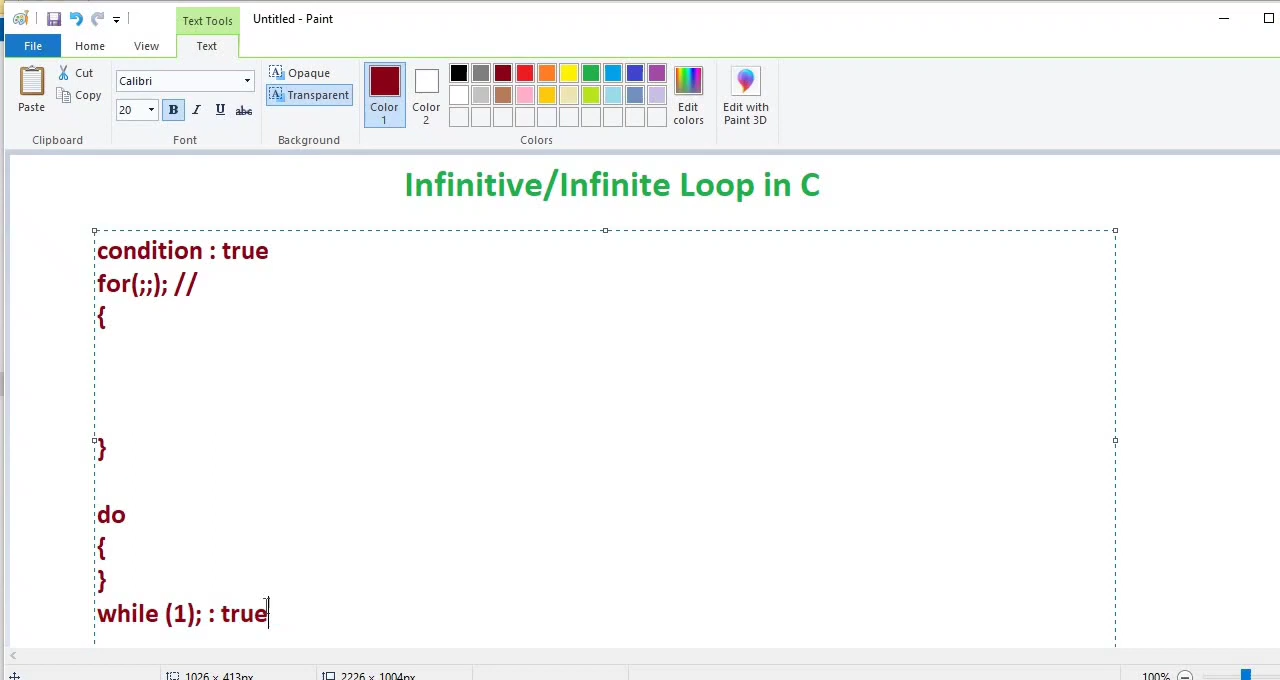 Text Tools
Untitled - Paint
File
Home
View
Text
Paste
Cut
Copy
Clipboard
Calibri
20
B
I
U
abc
Font
Opaque
Transparent
Background
Color 1
Color 2
Edit colors
Colors
Edit with Paint 3D
Infinitive/Infinite Loop in C
condition : true
for(;;); //
{
}
do
{
}
while (1); : true
1026 × 413px
2226 × 1004px
100%